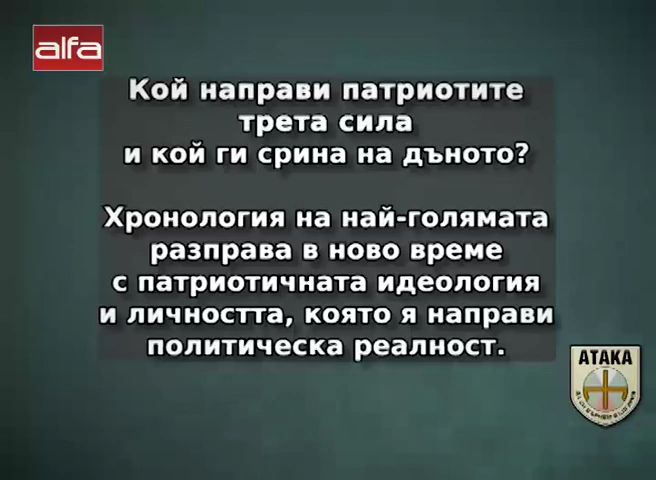 alfa
Кой направи патриотите
трета сила
и кой ги срина на дъното?
Хронология на най-голямата
разправа в ново време
с патриотичната идеология
и личността, която я направи
политическа реалност.
АТАКА